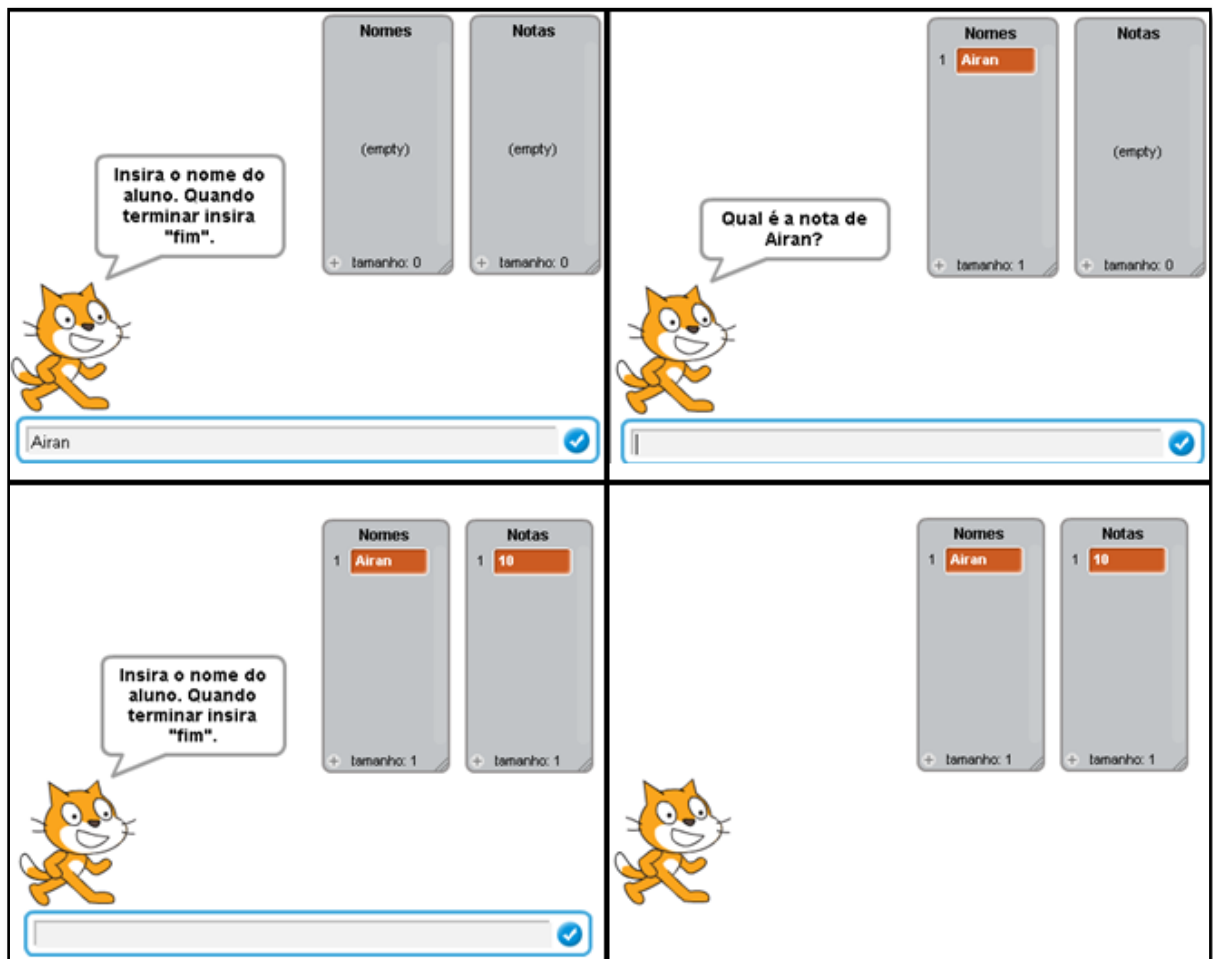 Nomes
Notas
(empty)
(empty)
Insira o nome do
aluno. Quando
terminar insira
"fim".
+ tamanho: 0
+ tamanho: 0
Airan
Nomes
Notas
1 Airan
(empty)
Qual é a nota de
Airan?
+ tamanho: 1
+ tamanho: 0
Nomes
Notas
1 Airan
1 10
Insira o nome do
aluno. Quando
terminar insira
"fim".
+ tamanho: 1
+ tamanho: 1
Nomes
Notas
1 Airan
1 10
+ tamanho: 1
+ tamanho: 1